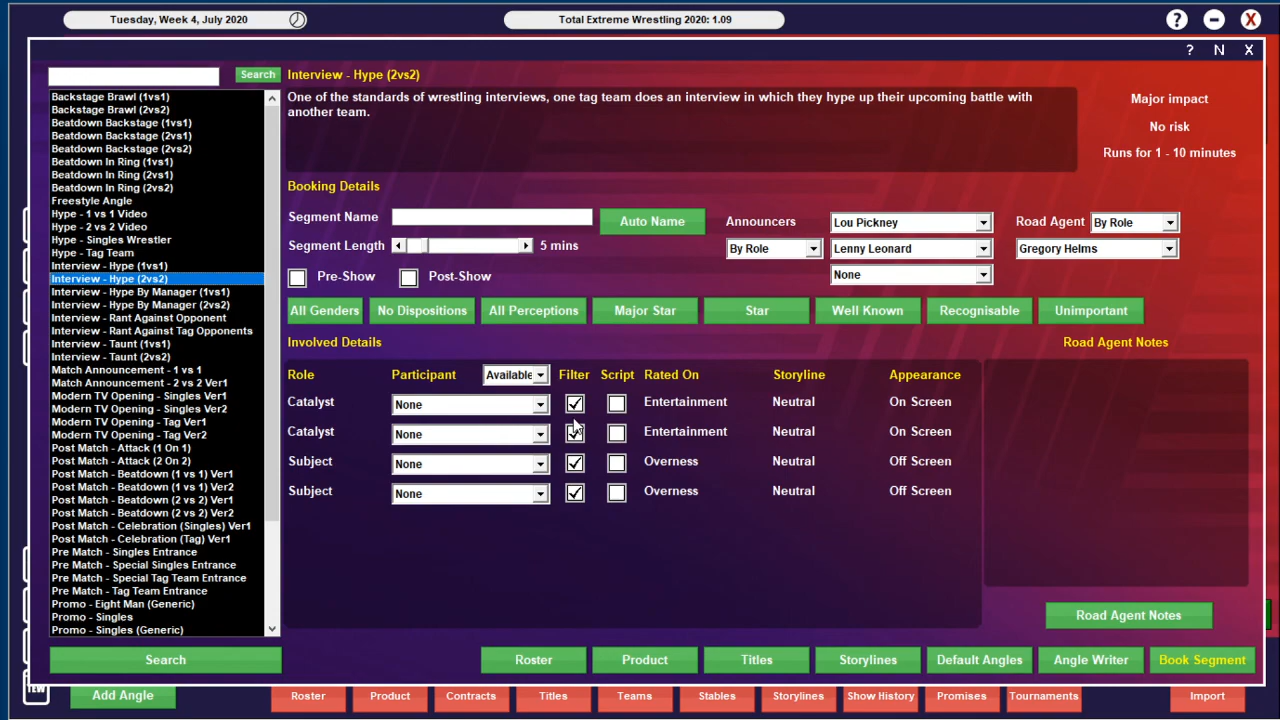 Tuesday, Week 4, July 2020
Total Extreme Wrestling 2020: 1.09
? X
? N X
Search
Backstage Brawl (1vs1)
Backstage Brawl (2vs2)
Beatdown Backstage (1vs1)
Beatdown Backstage (2vs1)
Beatdown Backstage (2vs2)
Beatdown In Ring (1vs1)
Beatdown In Ring (2vs1)
Beatdown In Ring (2vs2)
Freestyle Angle
Hype - 1 vs 1 Video
Hype - 2 vs 2 Video
Hype - Singles Wrestler
Hype - Tag Team
Interview - Hype (1vs1)
Interview - Hype (2vs2)
Interview - Hype By Manager (1vs1)
Interview - Hype By Manager (2vs2)
Interview - Rant Against Opponent
Interview - Rant Against Tag Opponents
Interview - Taunt (1vs1)
Interview - Taunt (2vs2)
Match Announcement - 1 vs 1
Match Announcement - 2 vs 2 Ver1
Modern TV Opening - Singles Ver1
Modern TV Opening - Singles Ver2
Modern TV Opening - Tag Ver1
Modern TV Opening - Tag Ver2
Post Match - Attack (1 On 1)
Post Match - Attack (2 On 2)
Post Match - Beatdown (1 vs 1) Ver1
Post Match - Beatdown (1 vs 1) Ver2
Post Match - Beatdown (2 vs 2) Ver1
Post Match - Beatdown (2 vs 2) Ver2
Post Match - Celebration (Singles) Ver1
Post Match - Celebration (Tag) Ver1
Pre Match - Singles Entrance
Pre Match - Special Singles Entrance
Pre Match - Special Tag Team Entrance
Pre Match - Tag Team Entrance
Promo - Eight Man (Generic)
Promo - Singles
Promo - Singles (Generic)
Search
Interview - Hype (2vs2)
One of the standards of wrestling interviews, one tag team does an interview in which they hype up their upcoming battle with
another team.
Major impact
No risk
Runs for 1 - 10 minutes
Booking Details
Segment Name Auto Name Announcers Lou Pickney Road Agent By Role
Segment Length 5 mins By Role Lenny Leonard Gregory Helms
Pre-Show Post-Show None
All Genders No Dispositions All Perceptions Major Star Star Well Known Recognisable Unimportant
Involved Details Road Agent Notes
Role Participant Available Filter Script Rated On Storyline Appearance
Catalyst None Entertainment Neutral On Screen
Catalyst None Entertainment Neutral On Screen
Subject None Overness Neutral Off Screen
Subject None Overness Neutral Off Screen
Road Agent Notes
Roster Product Titles Storylines Default Angles Angle Writer Book Segment
TEW Add Angle Roster Product Contracts Titles Teams Stables Storylines Show History Promises Tournaments Import